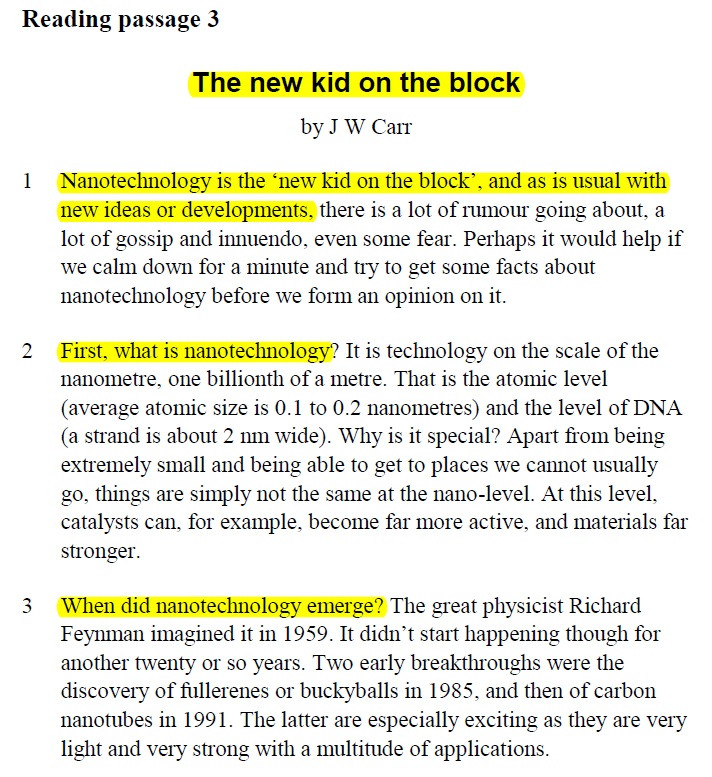 Reading passage 3
The new kid on the block
by J W Carr
1 Nanotechnology is the ‘new kid on the block’, and as is usual with
new ideas or developments, there is a lot of rumour going about, a
lot of gossip and innuendo, even some fear. Perhaps it would help if
we calm down for a minute and try to get some facts about
nanotechnology before we form an opinion on it.
2 First, what is nanotechnology? It is technology on the scale of the
nanometre, one billionth of a metre. That is the atomic level
(average atomic size is 0.1 to 0.2 nanometres) and the level of DNA
(a strand is about 2 nm wide). Why is it special? Apart from being
extremely small and being able to get to places we cannot usually
go, things are simply not the same at the nano-level. At this level,
catalysts can, for example, become far more active, and materials far
stronger.
3 When did nanotechnology emerge? The great physicist Richard
Feynman imagined it in 1959. It didn’t start happening though for
another twenty or so years. Two early breakthroughs were the
discovery of fullerenes or buckyballs in 1985, and then of carbon
nanotubes in 1991. The latter are especially exciting as they are very
light and very strong with a multitude of applications.